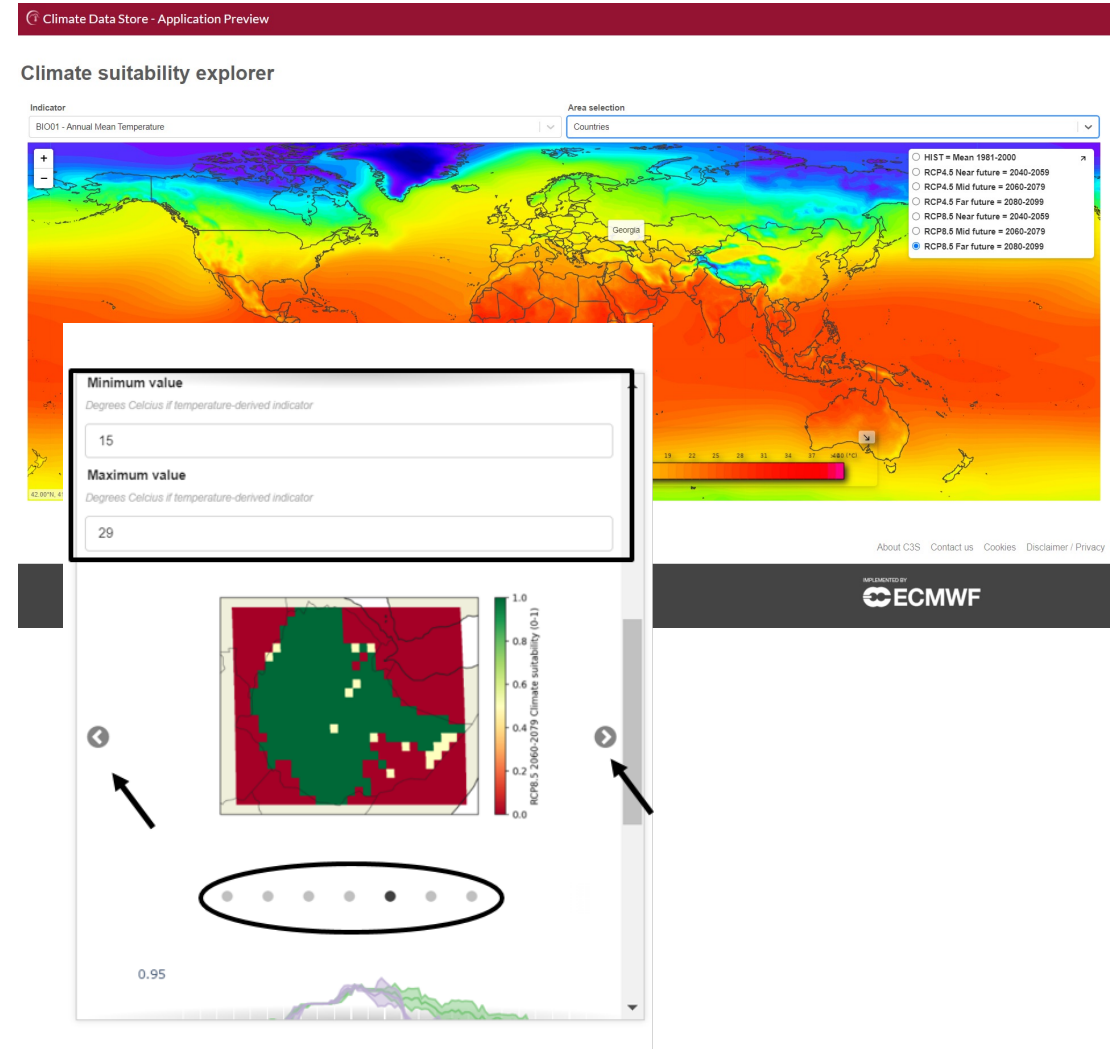 Climate Data Store - Application Preview
Climate suitability explorer
Indicator
Area selection
BIO01 - Annual Mean Temperature
Countries
+
−
HIST = Mean 1981-2000
RCP4.5 Near future = 2040-2059
RCP4.5 Mid future = 2060-2079
RCP4.5 Far future = 2080-2099
RCP8.5 Near future = 2040-2059
RCP8.5 Mid future = 2060-2079
RCP8.5 Far future = 2080-2099
Georgia
19 22 25 28 31 34 37
42.00°N,
Minimum value
Degrees Celcius if temperature-derived indicator
15
Maximum value
Degrees Celcius if temperature-derived indicator
29
About C3S Contact us Cookies Disclaimer / Privacy
IMPLEMENTED BY
ECMWF
1.0
0.8
0.6
0.4
0.2
0.0
RCP8.5 2060-2079 Climate suitability (0-1)
0.95